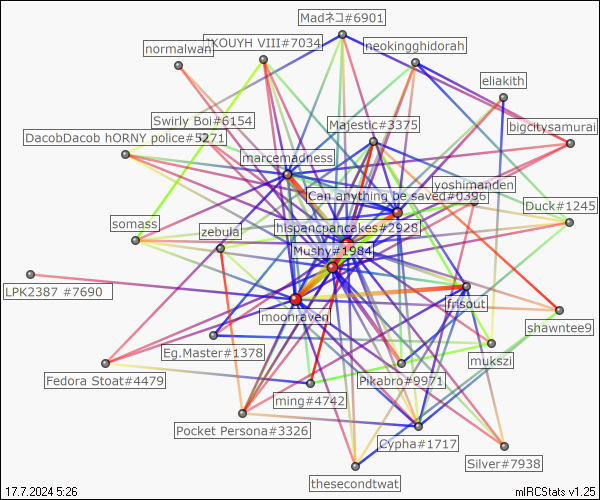 Madネコ#6901
JKOUYH VIII#7034
neokingghidorah
normalwan
eliakith
Swirly Boi#6154
Majestic#3375
bigcitysamurai
DacobDacob hORNY police#5271
marcemadness
yoshimanden
Can anything be saved#0396
Duck#1245
somass
zebula
hispancpancakes#2928
Mushy#1984
LPK2387 #7690
moonraven
frisout
shawntee9
Eg.Master#1378
mukszi
Fedora Stoat#4479
Pikabro#9971
ming#4742
Pocket Persona#3326
Cypha#1717
Silver#7938
thesecondtwat
17.7.2024 5:26
mIRCStats v1.25